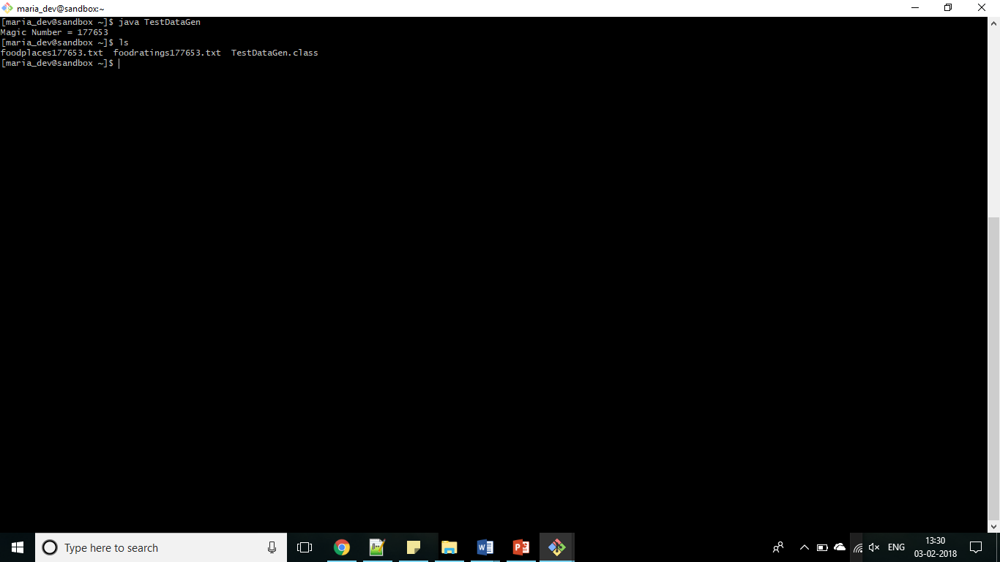 maria_dev@sandbox:~
[maria_dev@sandbox ~]$ java TestDataGen
Magic Number = 177653
[maria_dev@sandbox ~]$ ls
foodplaces177653.txt  foodratings177653.txt  TestDataGen.class
[maria_dev@sandbox ~]$
Type here to search
ENG
13:30
03-02-2018